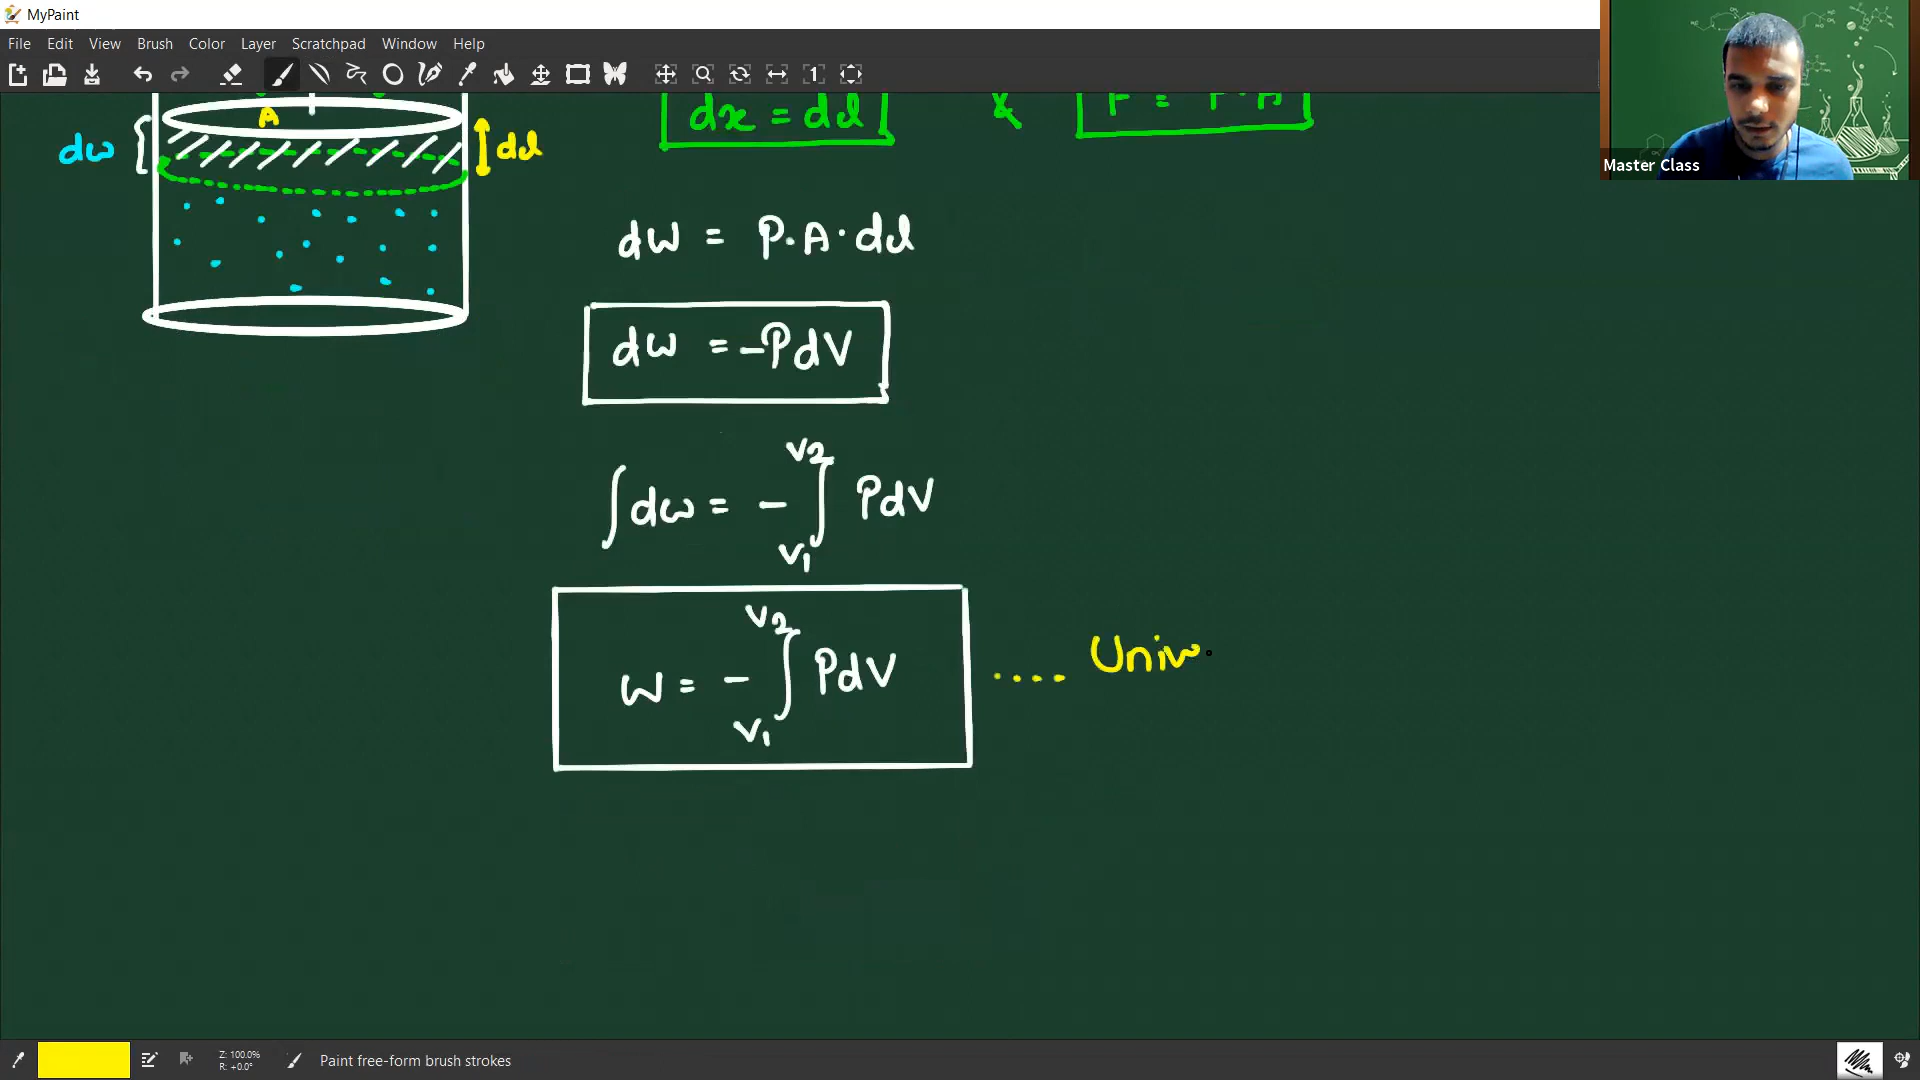 MyPaint
File Edit View Brush Color Layer Scratchpad Window Help
1
Master Class
A
dw
dl
dx = dl & F = P.A
dW = P.A.dl
dw = -PdV
∫dw = - ∫ PdV
V2
V1
W = - ∫ PdV
V2
V1
.... Univ
Z: 100.0%
R: +0.0°
Paint free-form brush strokes